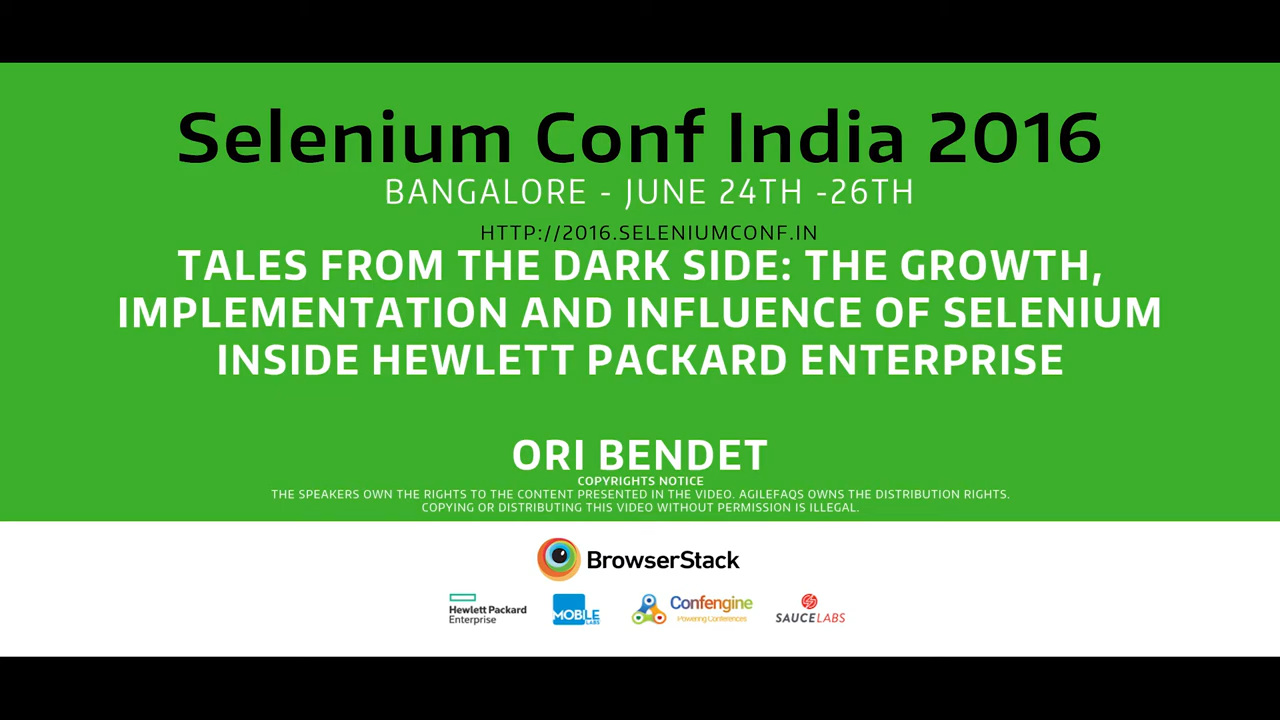 Selenium Conf India 2016
BANGALORE - JUNE 24TH -26TH
HTTP://2016.SELENIUMCONF.IN
TALES FROM THE DARK SIDE: THE GROWTH,
IMPLEMENTATION AND INFLUENCE OF SELENIUM
INSIDE HEWLETT PACKARD ENTERPRISE
ORI BENDET
COPYRIGHTS NOTICE
THE SPEAKERS OWN THE RIGHTS TO THE CONTENT PRESENTED IN THE VIDEO. AGILEFAQS OWNS THE DISTRIBUTION RIGHTS.
COPYING OR DISTRIBUTING THIS VIDEO WITHOUT PERMISSION IS ILLEGAL.
BrowserStack
Hewlett Packard
Enterprise
MOBILE
LABS
Confengine
Powering Conferences
SAUCELABS